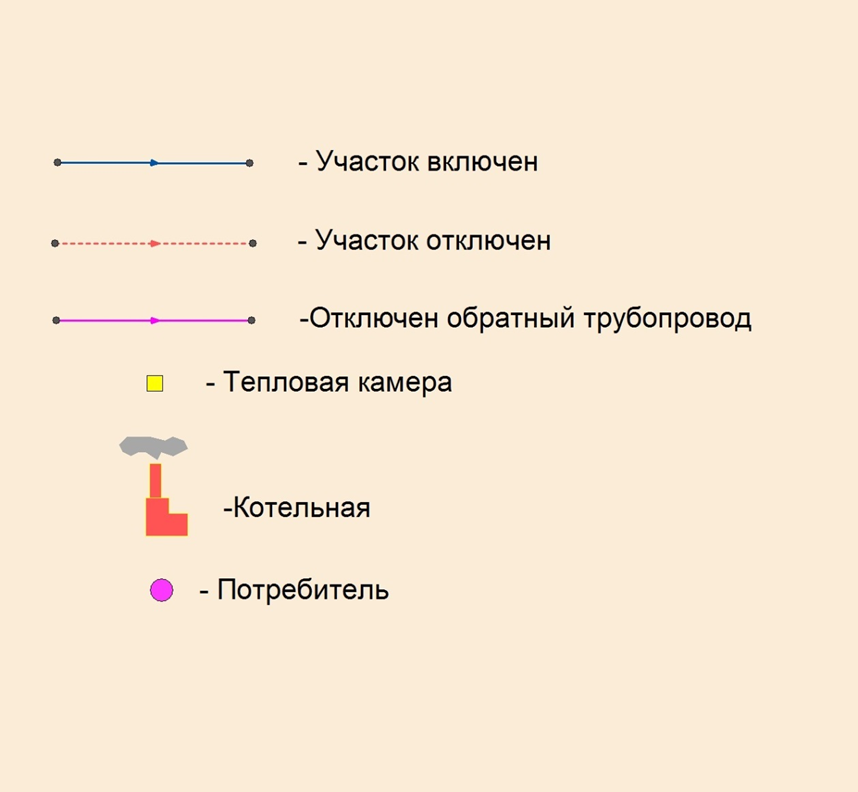 - Участок включен
- Участок отключен
-Отключен обратный трубопровод
- Тепловая камера
-Котельная
- Потребитель